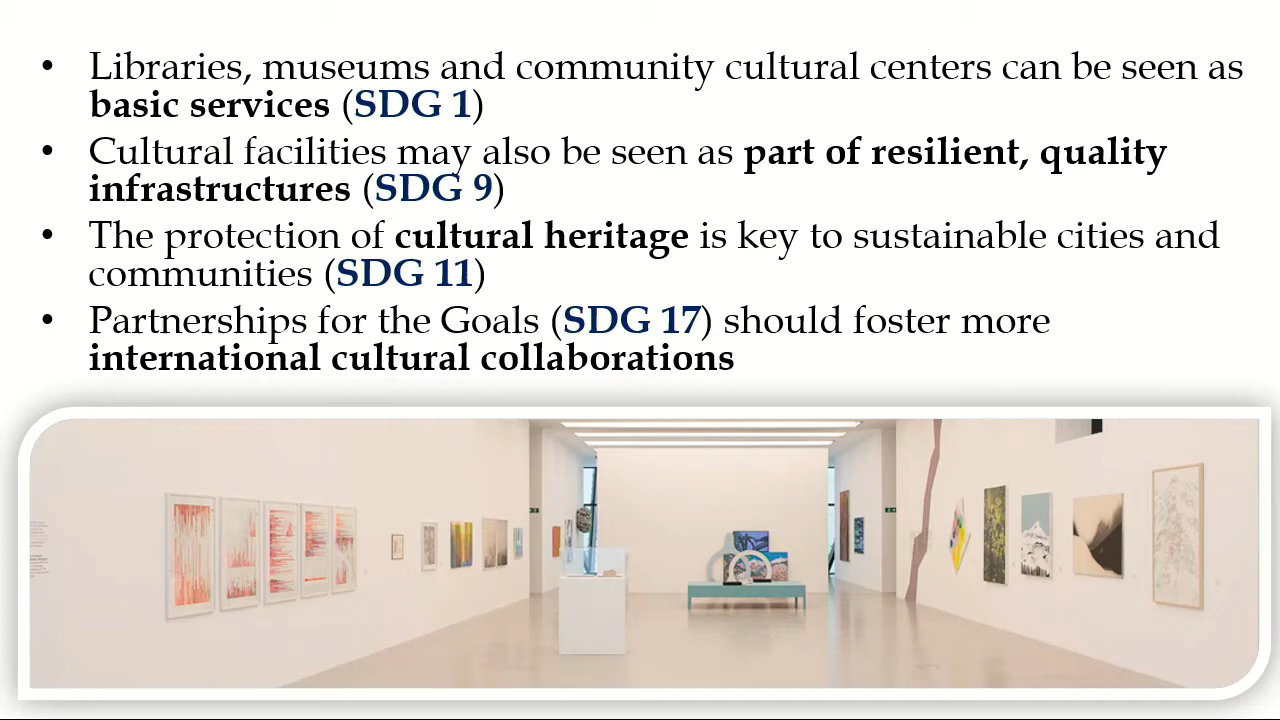 • Libraries, museums and community cultural centers can be seen as
basic services (SDG 1)
• Cultural facilities may also be seen as part of resilient, quality
infrastructures (SDG 9)
• The protection of cultural heritage is key to sustainable cities and
communities (SDG 11)
• Partnerships for the Goals (SDG 17) should foster more
international cultural collaborations